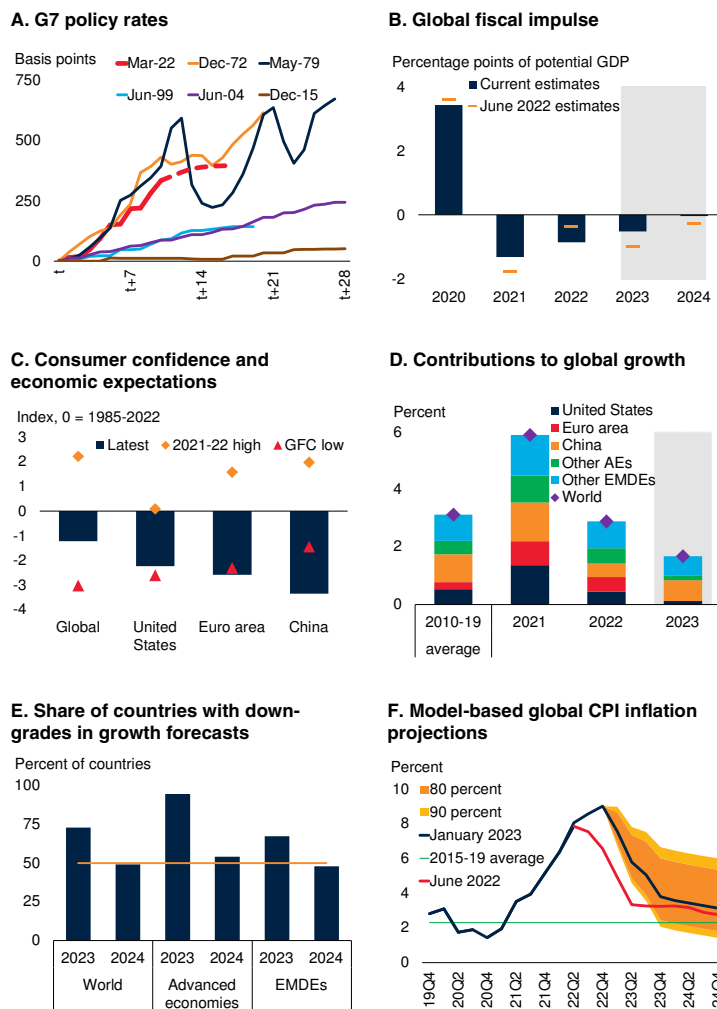 A. G7 policy rates
Basis points
Mar-22 Dec-72 May-79
Jun-99 Jun-04 Dec-15
750
500
250
0
t
t+7
t+14
t+21
t+28
B. Global fiscal impulse
Percentage points of potential GDP
Current estimates
June 2022 estimates
4
2
0
-2
2020 2021 2022 2023 2024
C. Consumer confidence and
economic expectations
Index, 0 = 1985-2022
Latest 2021-22 high GFC low
3
2
1
0
-1
-2
-3
-4
Global United Euro area China
States
D. Contributions to global growth
Percent
United States
Euro area
China
Other AEs
Other EMDEs
World
6
4
2
0
2010-19 2021 2022 2023
average
E. Share of countries with down-
grades in growth forecasts
Percent of countries
100
75
50
25
0
2023 2024 2023 2024 2023 2024
World Advanced EMDEs
economies
F. Model-based global CPI inflation
projections
Percent
80 percent
90 percent
January 2023
2015-19 average
June 2022
10
8
6
4
2
0
19Q4
20Q2
20Q4
21Q2
21Q4
22Q2
22Q4
23Q2
23Q4
24Q2
24Q4